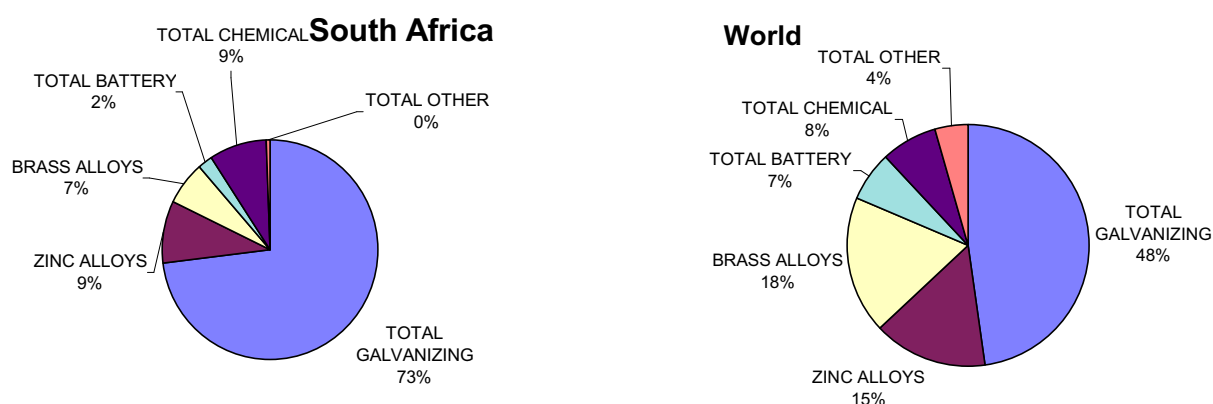 South Africa
TOTAL CHEMICAL
9%
TOTAL BATTERY
2%
TOTAL OTHER
0%
BRASS ALLOYS
7%
ZINC ALLOYS
9%
TOTAL
GALVANIZING
73%
World
TOTAL OTHER
4%
TOTAL CHEMICAL
8%
TOTAL BATTERY
7%
TOTAL
GALVANIZING
48%
BRASS ALLOYS
18%
ZINC ALLOYS
15%